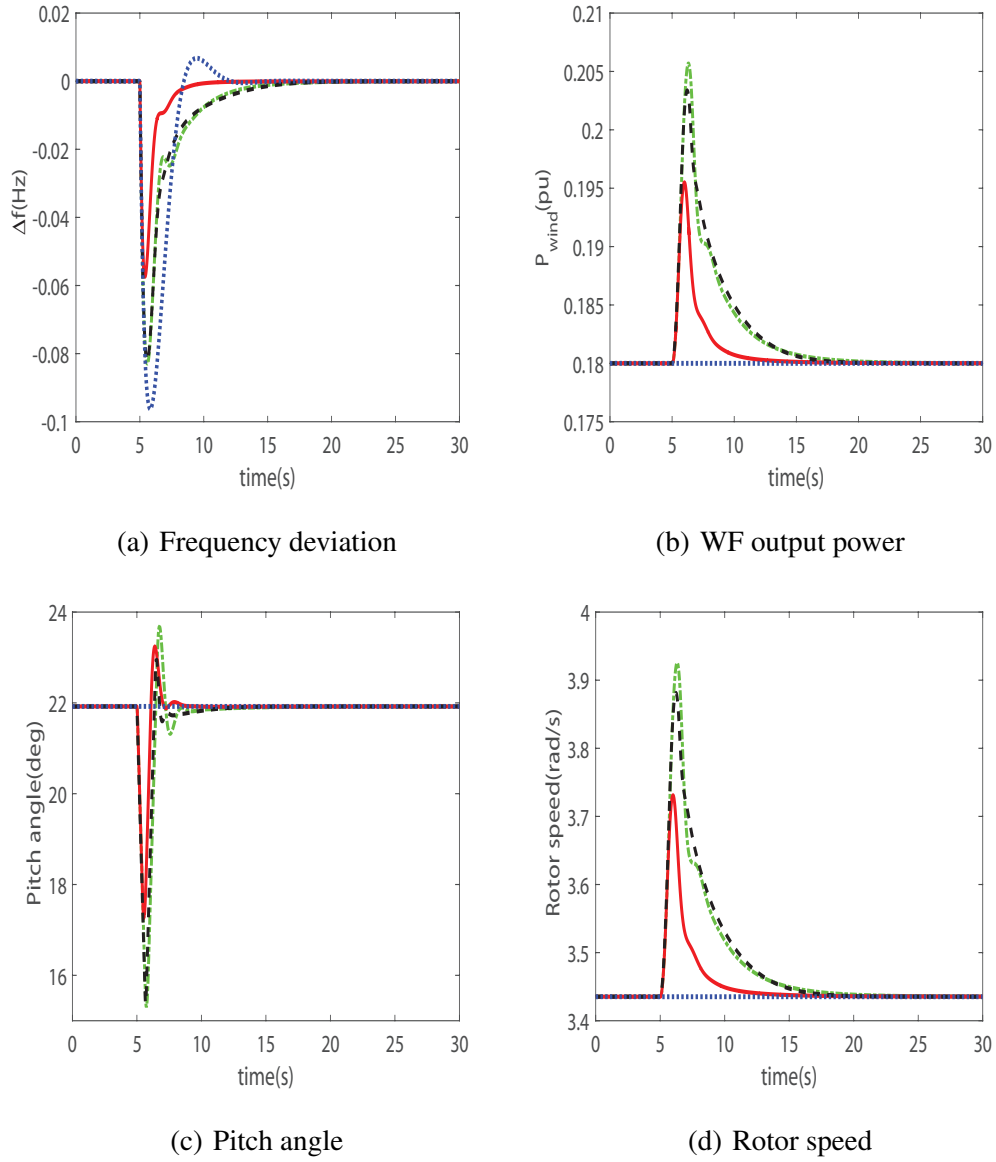 0.02
0
-0.02
-0.04
-0.06
-0.08
-0.1
Δf(Hz)
0 5 10 15 20 25 30
time(s)
(a) Frequency deviation
0.21
0.205
0.2
0.195
0.19
0.185
0.18
0.175
P_wind(pu)
0 5 10 15 20 25 30
time(s)
(b) WF output power
24
22
20
18
16
Pitch angle(deg)
0 5 10 15 20 25 30
time(s)
(c) Pitch angle
4
3.9
3.8
3.7
3.6
3.5
3.4
Rotor speed(rad/s)
0 5 10 15 20 25 30
time(s)
(d) Rotor speed